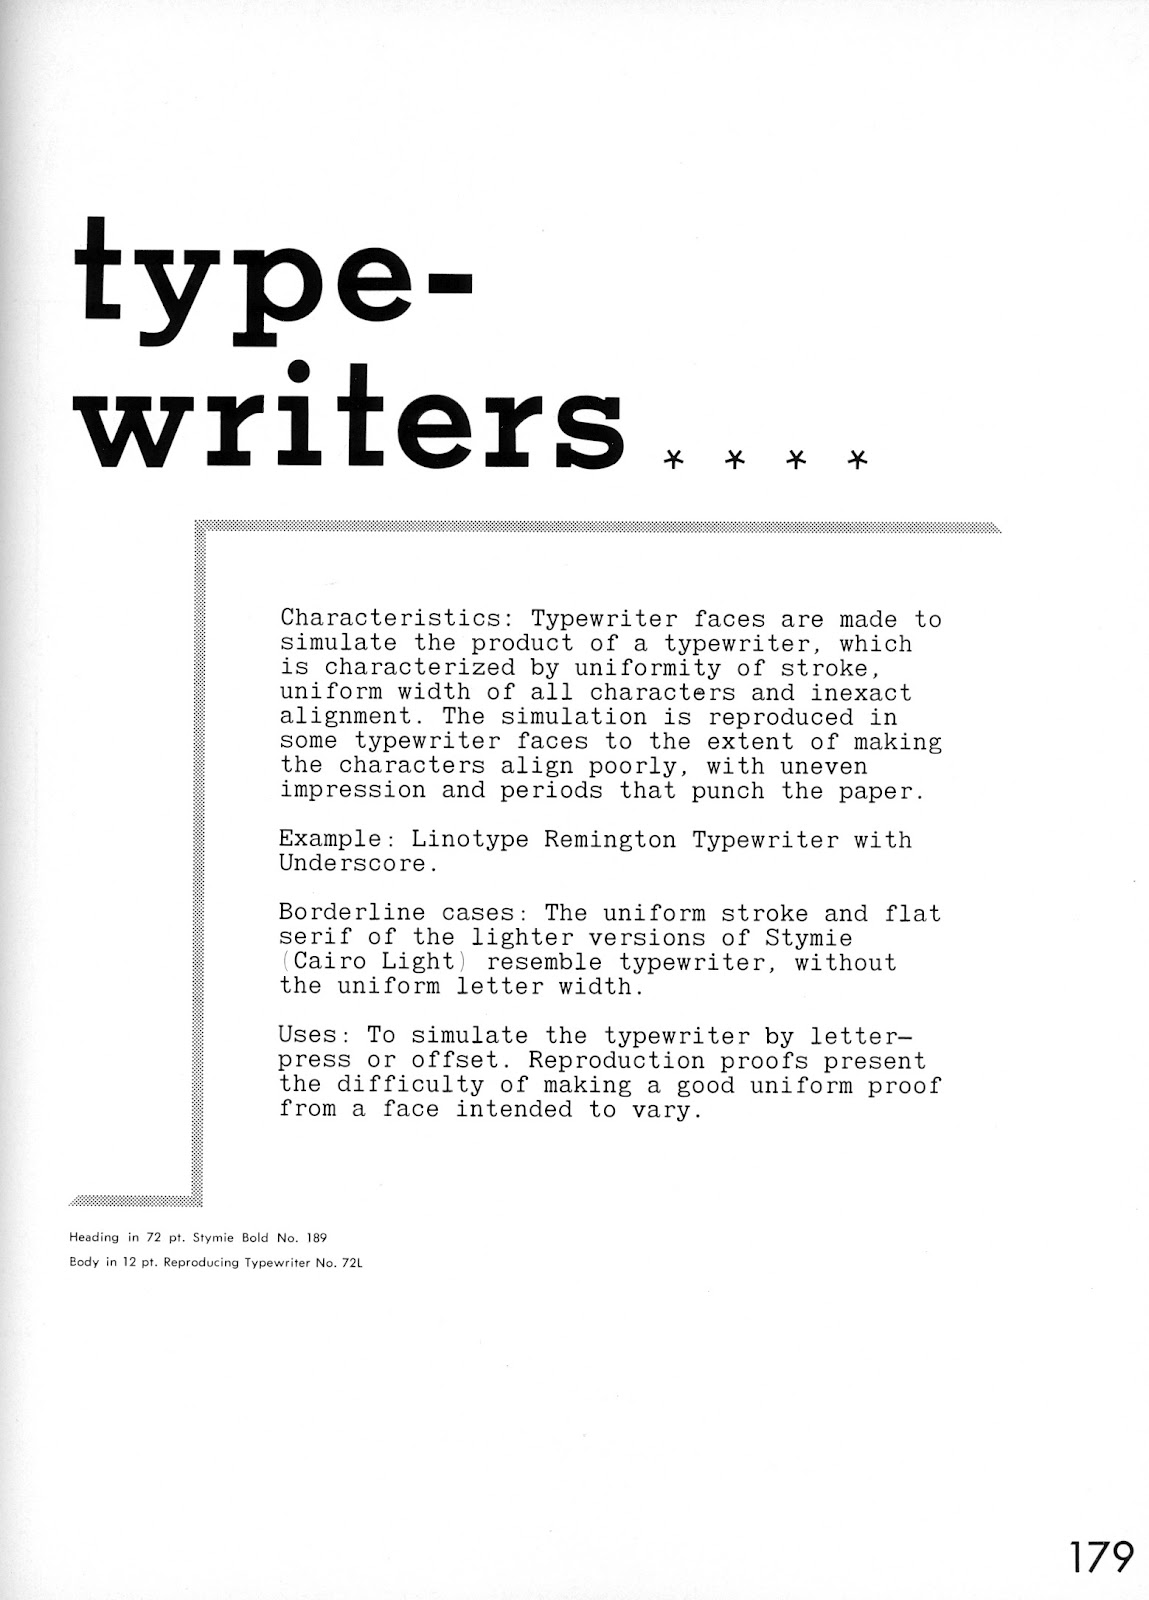 type-
writers * * * *
Characteristics: Typewriter faces are made to
simulate the product of a typewriter, which
is characterized by uniformity of stroke,
uniform width of all characters and inexact
alignment. The simulation is reproduced in
some typewriter faces to the extent of making
the characters align poorly, with uneven
impression and periods that punch the paper.
Example: Linotype Remington Typewriter with
Underscore.
Borderline cases: The uniform stroke and flat
serif of the lighter versions of Stymie
(Cairo Light) resemble typewriter, without
the uniform letter width.
Uses: To simulate the typewriter by letter—
press or offset. Reproduction proofs present
the difficulty of making a good uniform proof
from a face intended to vary.
Heading in 72 pt. Stymie Bold No. 189
Body in 12 pt. Reproducing Typewriter No. 72L
179